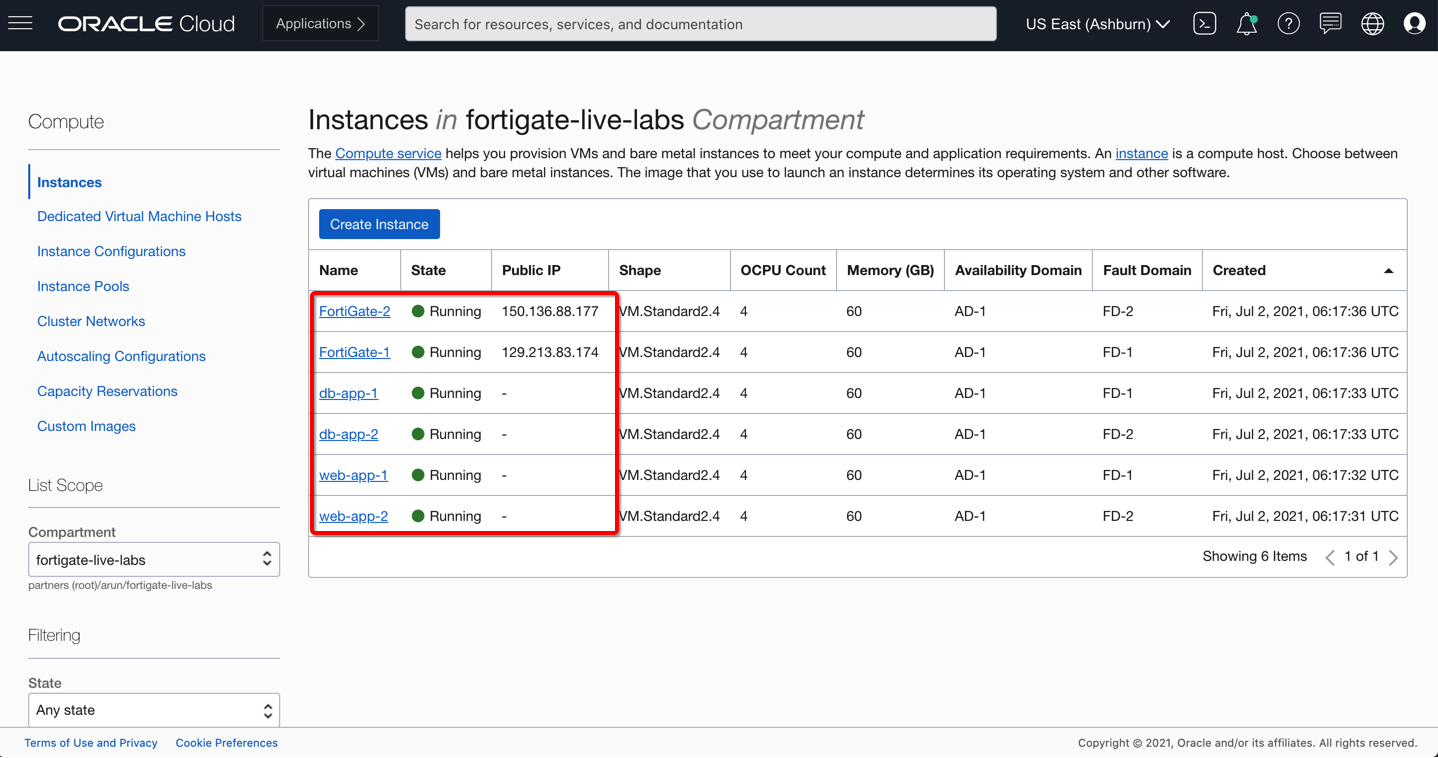 ORACLE Cloud
Applications
Search for resources, services, and documentation
US East (Ashburn)
Compute
Instances
Dedicated Virtual Machine Hosts
Instance Configurations
Instance Pools
Cluster Networks
Autoscaling Configurations
Capacity Reservations
Custom Images
List Scope
Compartment
fortigate-live-labs
partners (root)/arun/fortigate-live-labs
Filtering
State
Any state
Instances in fortigate-live-labs Compartment
The Compute service helps you provision VMs and bare metal instances to meet your compute and application requirements. An instance is a compute host. Choose between
virtual machines (VMs) and bare metal instances. The image that you use to launch an instance determines its operating system and other software.
Create Instance
Name State Public IP Shape OCPU Count Memory (GB) Availability Domain Fault Domain Created
FortiGate-2 Running 150.136.88.177 VM.Standard2.4 4 60 AD-1 FD-2 Fri, Jul 2, 2021, 06:17:36 UTC
FortiGate-1 Running 129.213.83.174 VM.Standard2.4 4 60 AD-1 FD-1 Fri, Jul 2, 2021, 06:17:36 UTC
db-app-1 Running - VM.Standard2.4 4 60 AD-1 FD-1 Fri, Jul 2, 2021, 06:17:33 UTC
db-app-2 Running - VM.Standard2.4 4 60 AD-1 FD-2 Fri, Jul 2, 2021, 06:17:33 UTC
web-app-1 Running - VM.Standard2.4 4 60 AD-1 FD-1 Fri, Jul 2, 2021, 06:17:32 UTC
web-app-2 Running - VM.Standard2.4 4 60 AD-1 FD-2 Fri, Jul 2, 2021, 06:17:31 UTC
Showing 6 Items 1 of 1
Terms of Use and Privacy Cookie Preferences
Copyright © 2021, Oracle and/or its affiliates. All rights reserved.